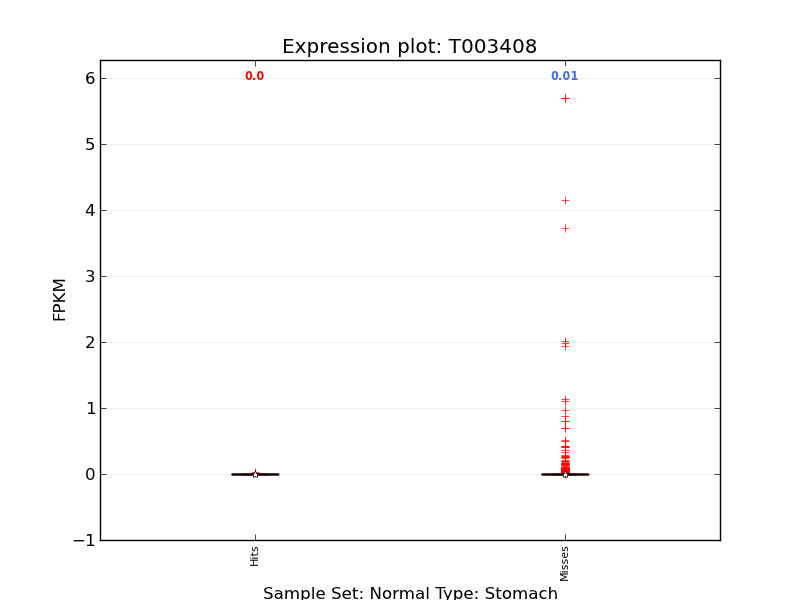 Expression plot: T003408
0.0
0.01
6
5
4
3
2
1
0
−1
FPKM
Hits
Misses
Sample Set: Normal Type: Stomach